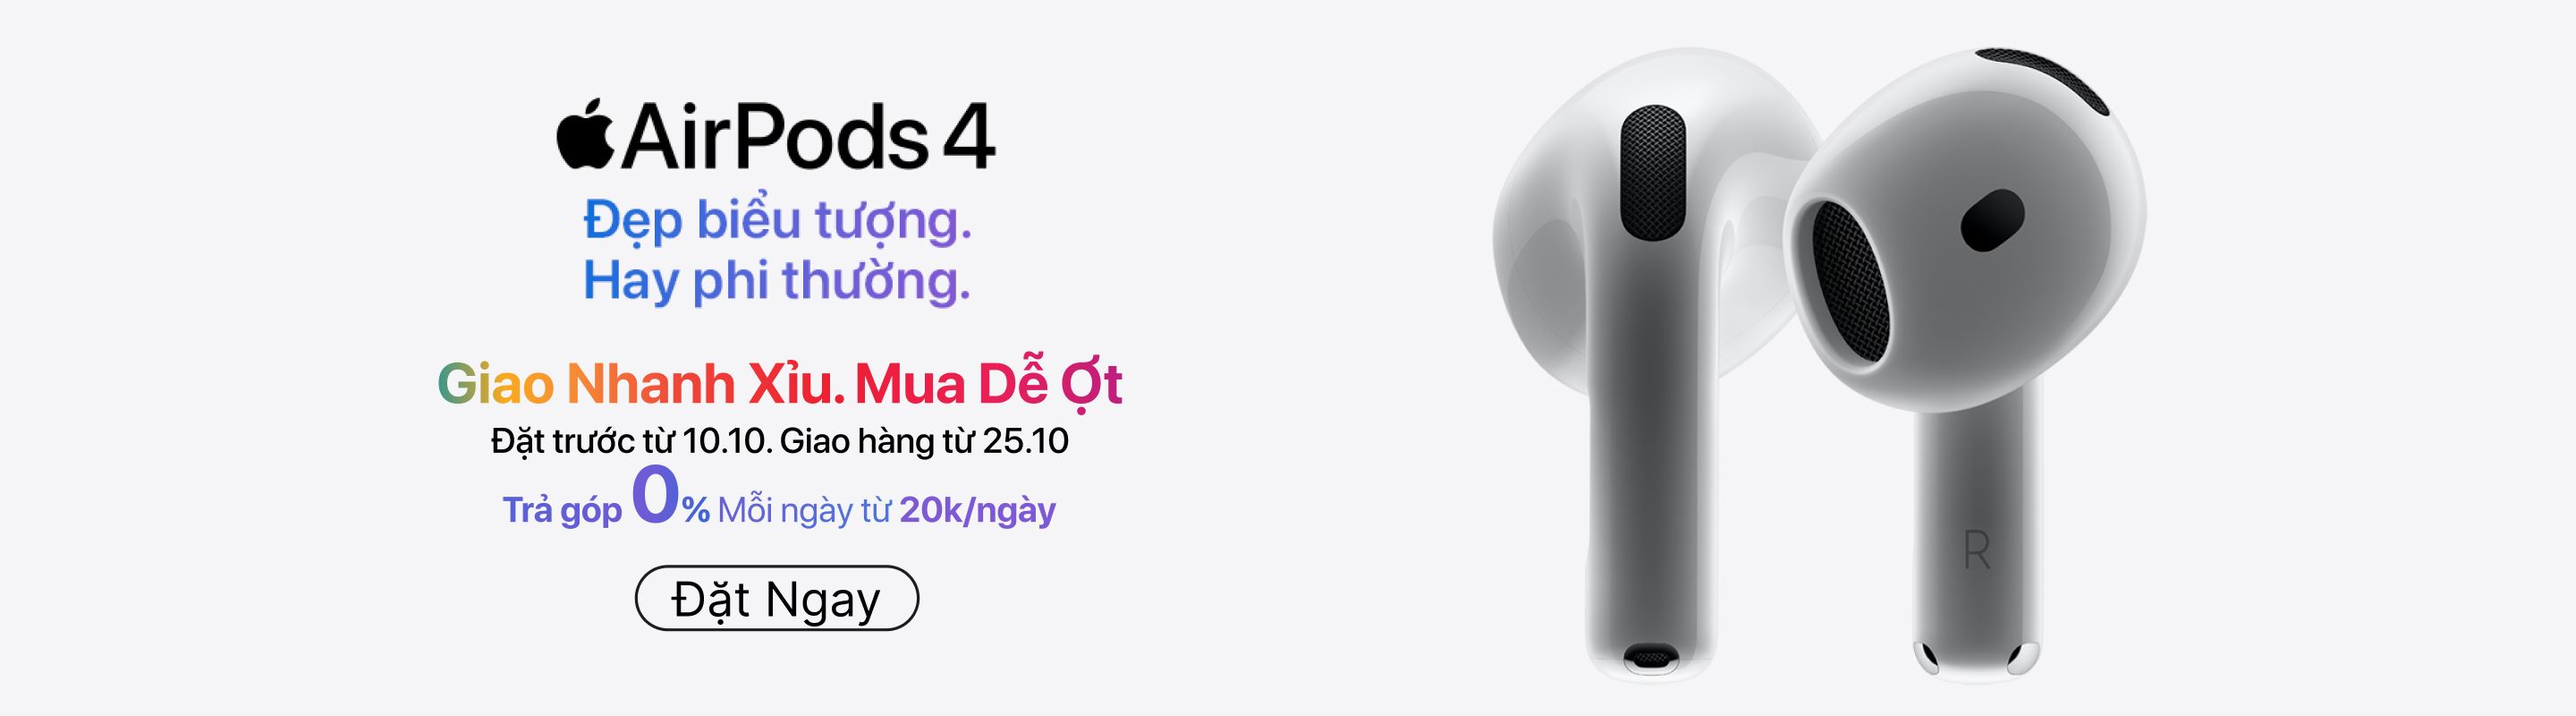 AirPods 4
Đẹp biểu tượng.
Hay phi thường.
Giao Nhanh Xỉu. Mua Dễ Ợt
Đặt trước từ 10.10. Giao hàng từ 25.10
Trả góp 0% Mỗi ngày từ 20k/ngày
Đặt Ngay
R